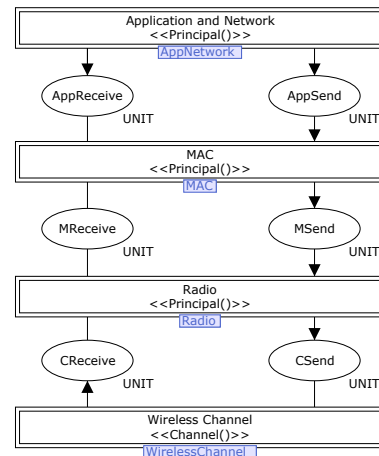 Application and Network
<<Principal()>>
AppNetwork
AppReceive
AppSend
UNIT
UNIT
MAC
<<Principal()>>
MAC
MReceive
MSend
UNIT
UNIT
Radio
<<Principal()>>
Radio
CReceive
CSend
UNIT
UNIT
Wireless Channel
<<Channel()>>
WirelessChannel